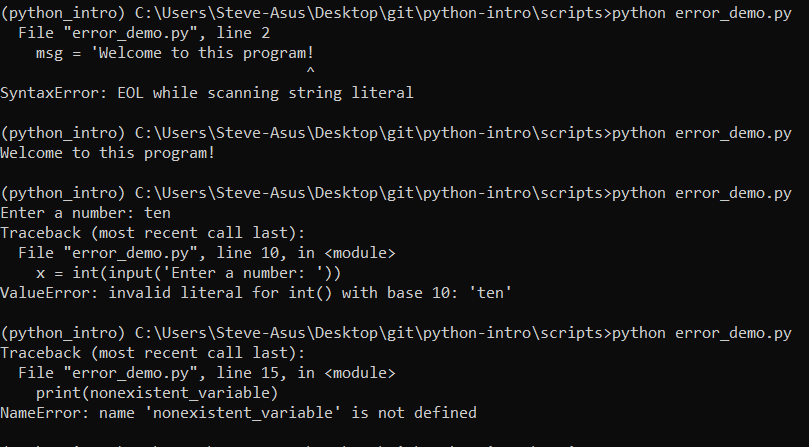 (python_intro) C:\Users\Steve-Asus\Desktop\git\python-intro\scripts>python error_demo.py
  File "error_demo.py", line 2
    msg = 'Welcome to this program!
                                  ^
SyntaxError: EOL while scanning string literal
(python_intro) C:\Users\Steve-Asus\Desktop\git\python-intro\scripts>python error_demo.py
Welcome to this program!
(python_intro) C:\Users\Steve-Asus\Desktop\git\python-intro\scripts>python error_demo.py
Enter a number: ten
Traceback (most recent call last):
  File "error_demo.py", line 10, in <module>
    x = int(input('Enter a number: '))
ValueError: invalid literal for int() with base 10: 'ten'
(python_intro) C:\Users\Steve-Asus\Desktop\git\python-intro\scripts>python error_demo.py
Traceback (most recent call last):
  File "error_demo.py", line 15, in <module>
    print(nonexistent_variable)
NameError: name 'nonexistent_variable' is not defined